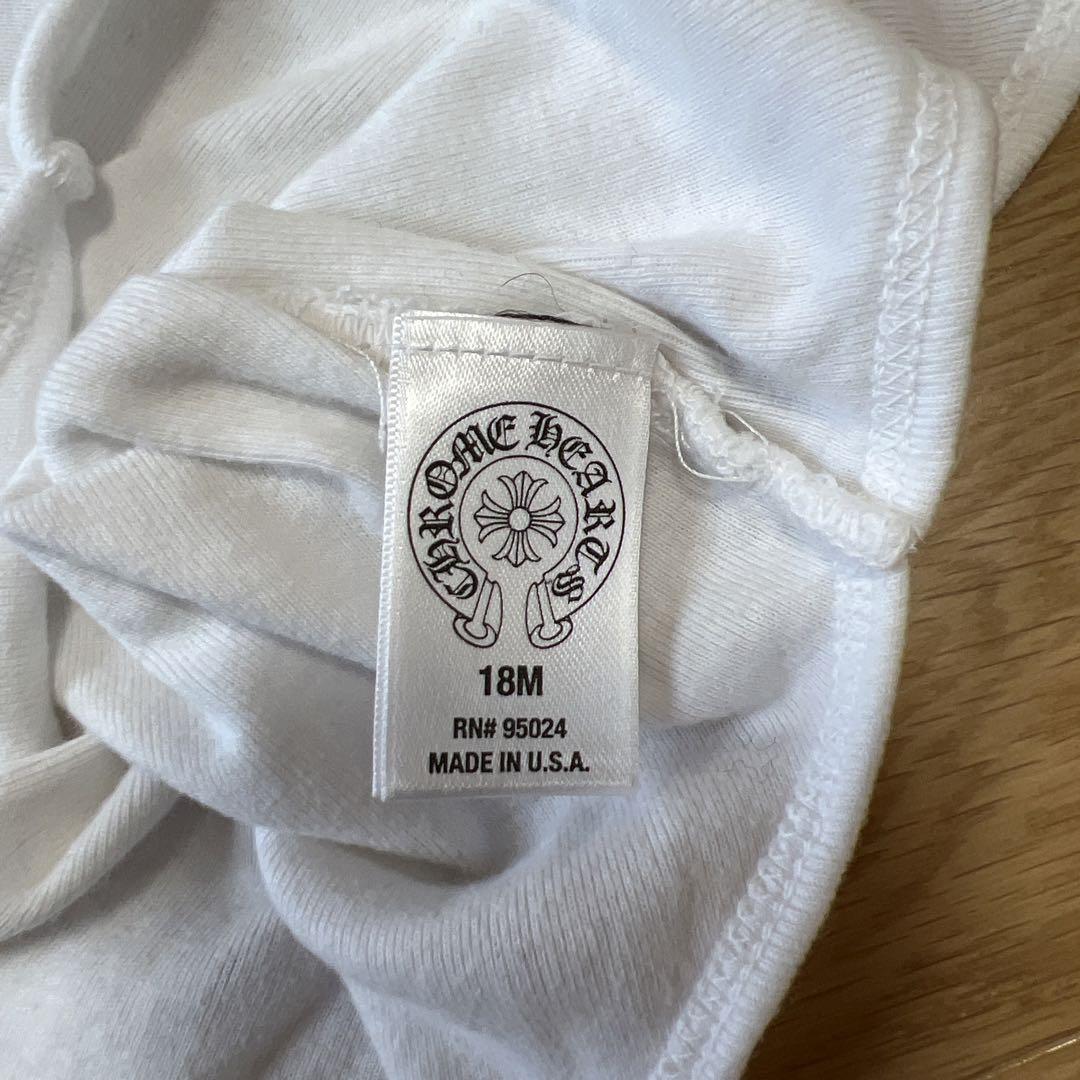 CHROME HEARTS
18M
RN# 95024
MADE IN U.S.A.